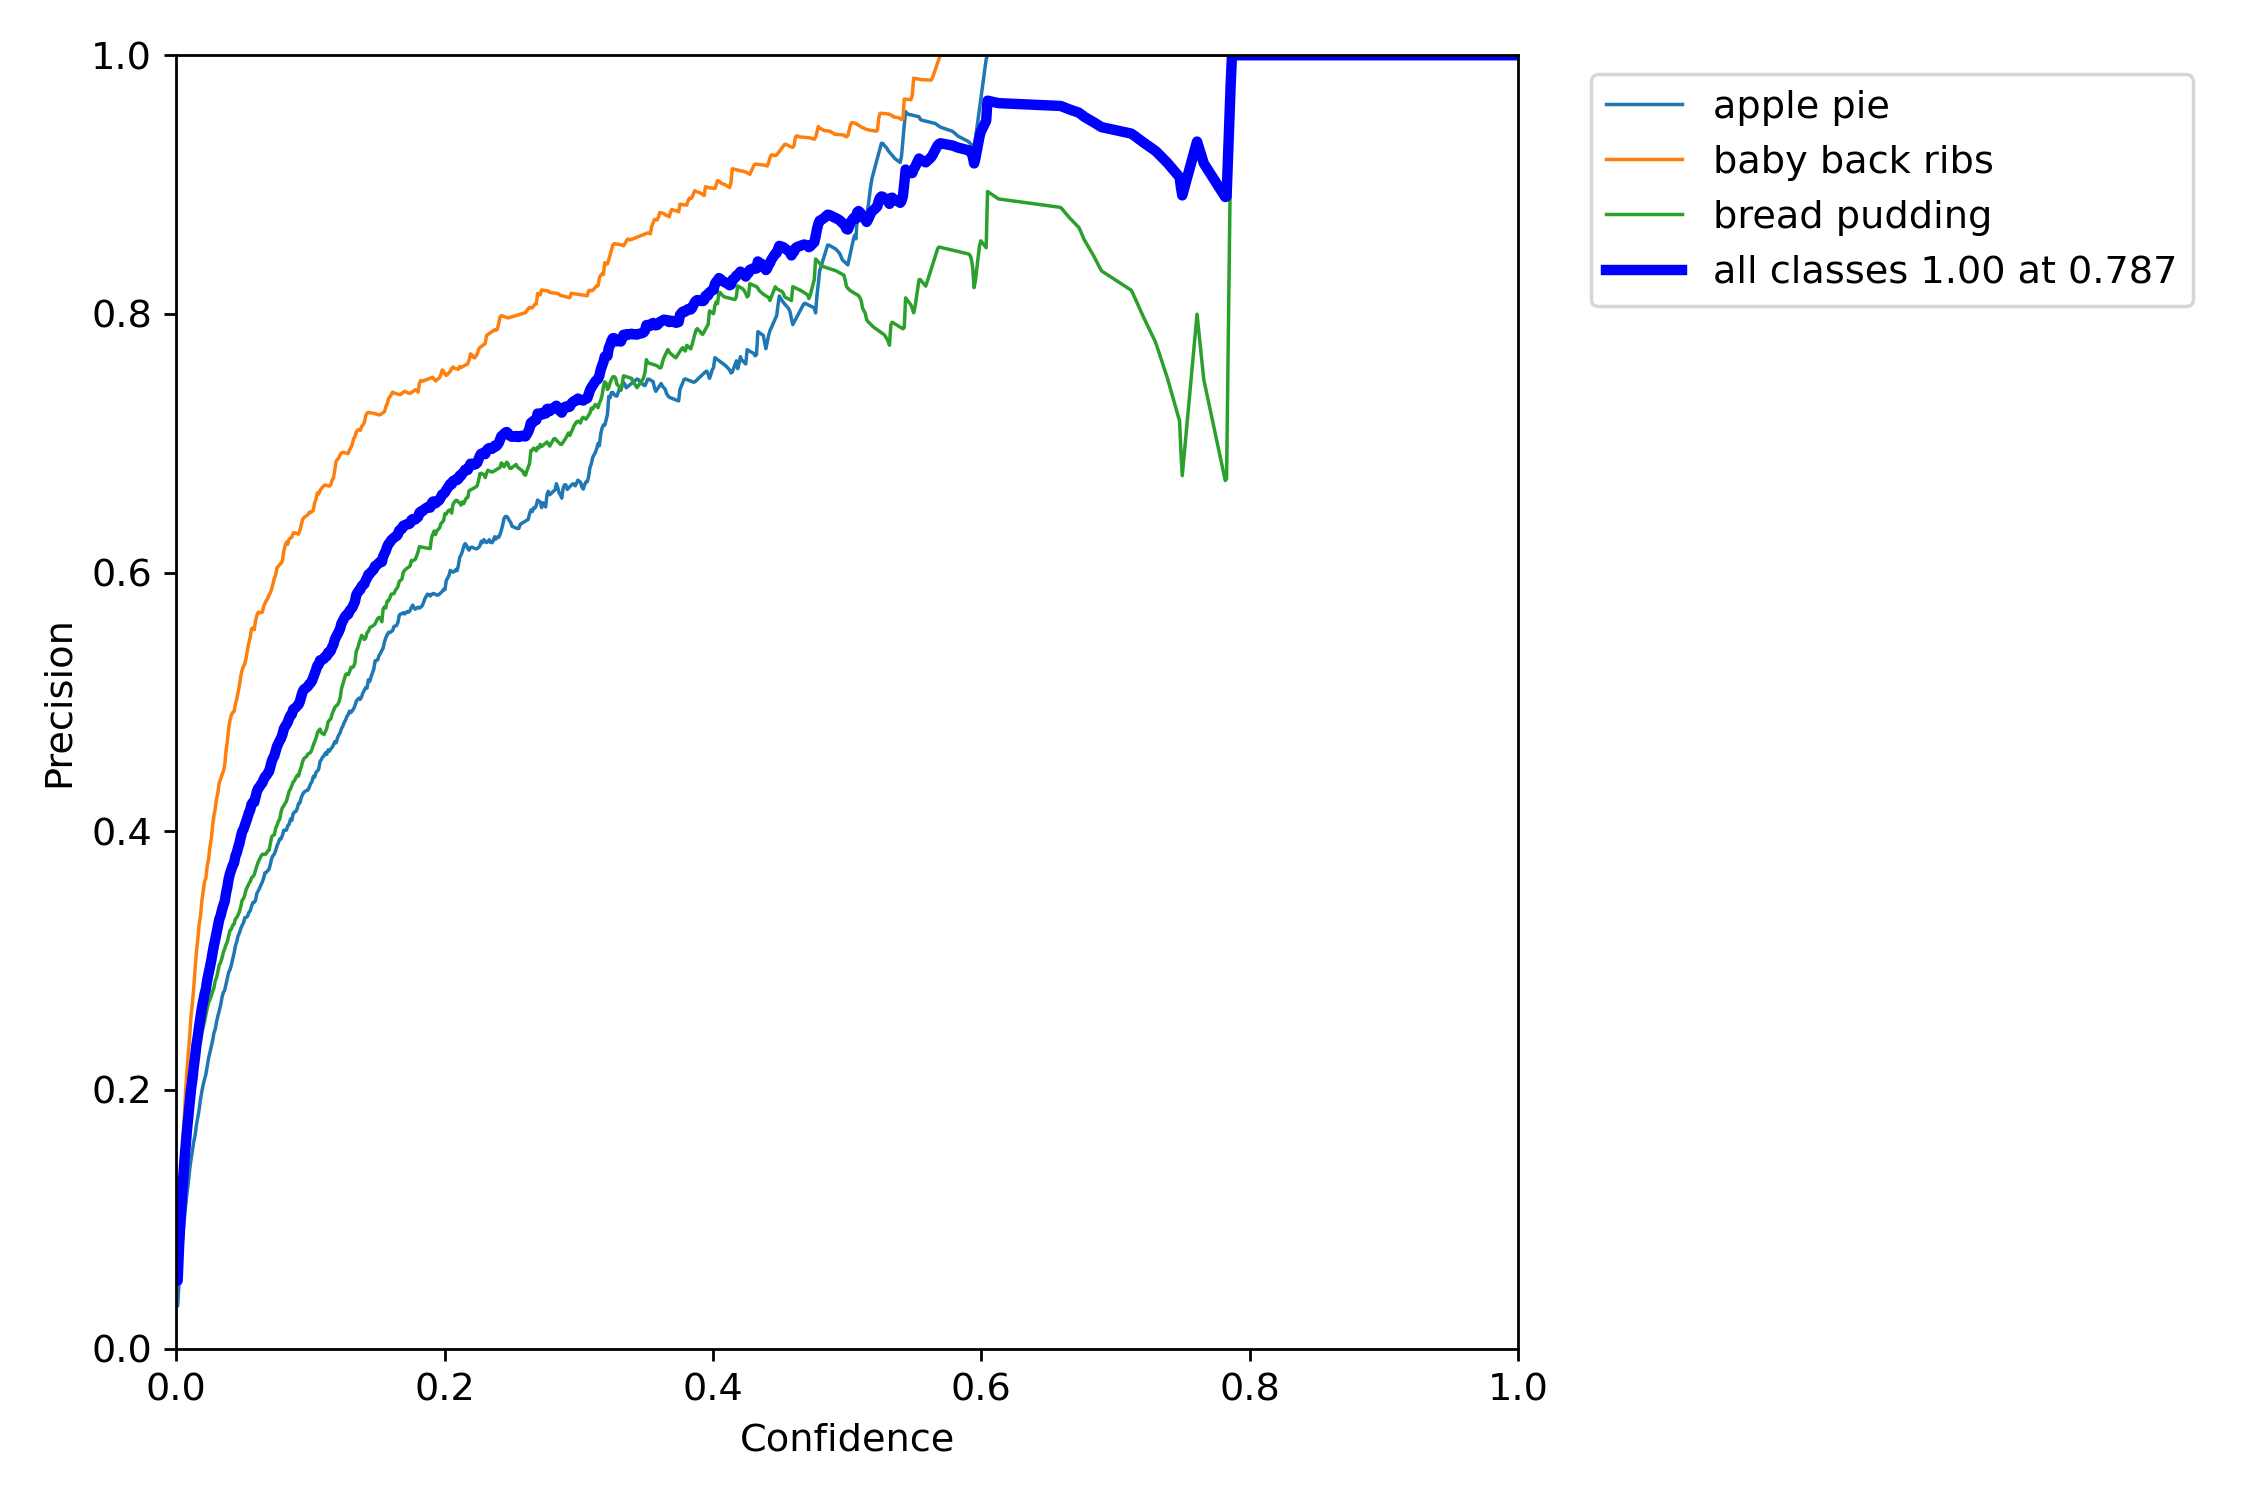 1.0
0.8
0.6
0.4
0.2
0.0
Precision
0.0 0.2 0.4 0.6 0.8 1.0
Confidence
apple pie
baby back ribs
bread pudding
all classes 1.00 at 0.787